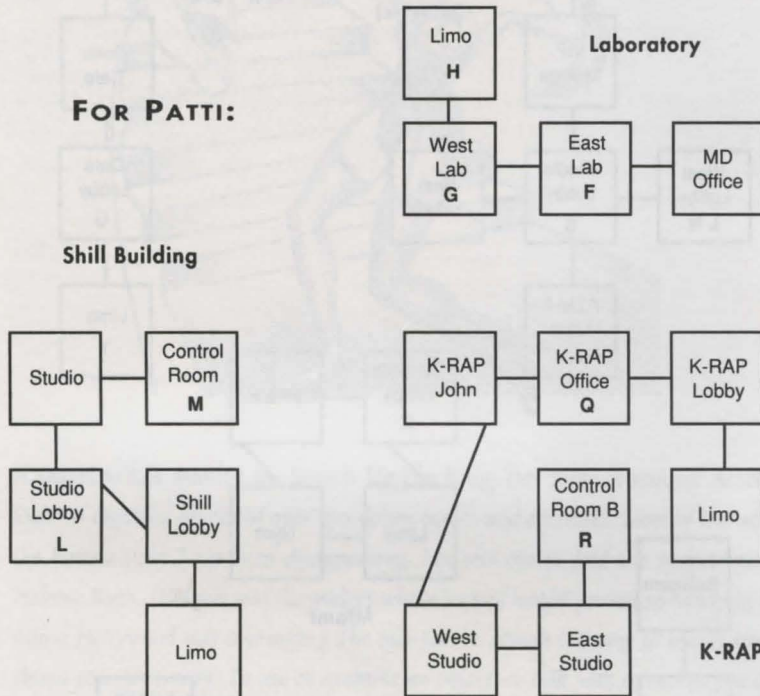 FOR PATTI:
Laboratory
Limo
H
West
Lab
G
East
Lab
F
MD
Office
Shill Building
Studio
Control
Room
M
Studio
Lobby
L
Shill
Lobby
Limo
K-RAP
John
K-RAP
Office
Q
K-RAP
Lobby
Control
Room B
R
Limo
West
Studio
East
Studio
K-RAP